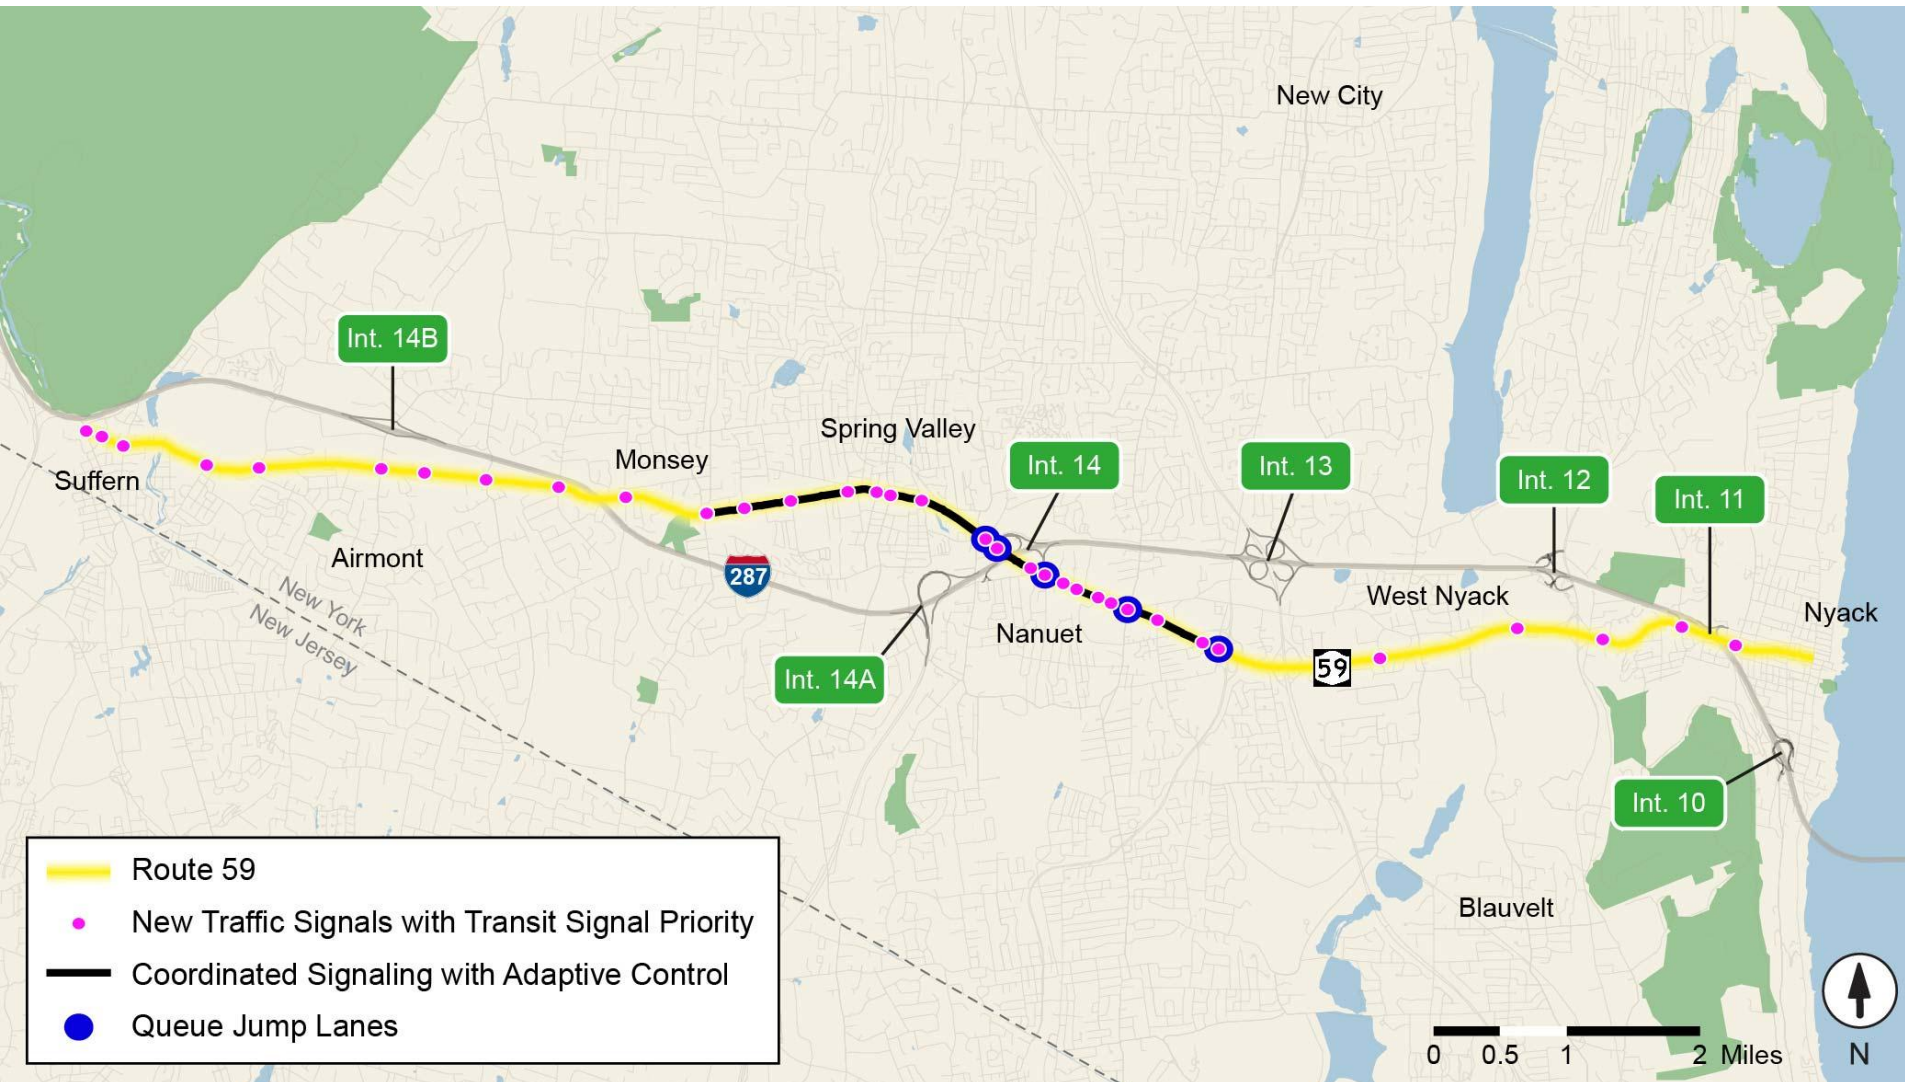 New City
Int. 14B
Spring Valley
Monsey
Int. 14
Int. 13
Int. 12
Int. 11
Suffern
Airmont
287
New York
New Jersey
West Nyack
Nyack
Nanuet
59
Int. 14A
Int. 10
Blauvelt
Route 59
New Traffic Signals with Transit Signal Priority
Coordinated Signaling with Adaptive Control
Queue Jump Lanes
0 0.5 1 2 Miles
N